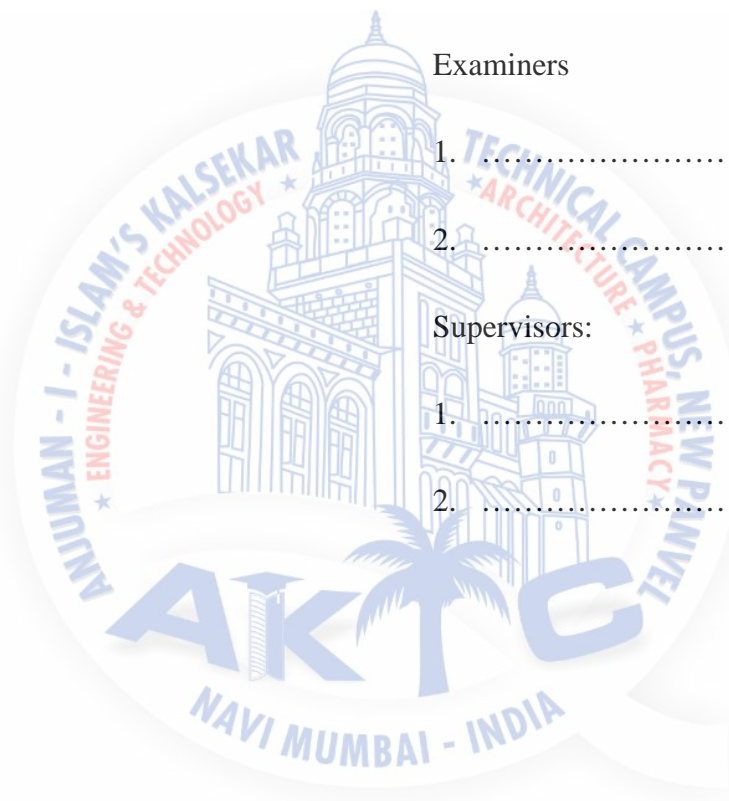 Examiners
1. ........................
2. ........................
Supervisors:
1. ........................
2. ........................
ANJUMAN - I - ISLAM'S KALSEKAR TECHNICAL CAMPUS, NEW PANVEL
★ ENGINEERING & TECHNOLOGY ★ ★ ARCHITECTURE ★ PHARMACY ★
AKTC
NAVI MUMBAI - INDIA